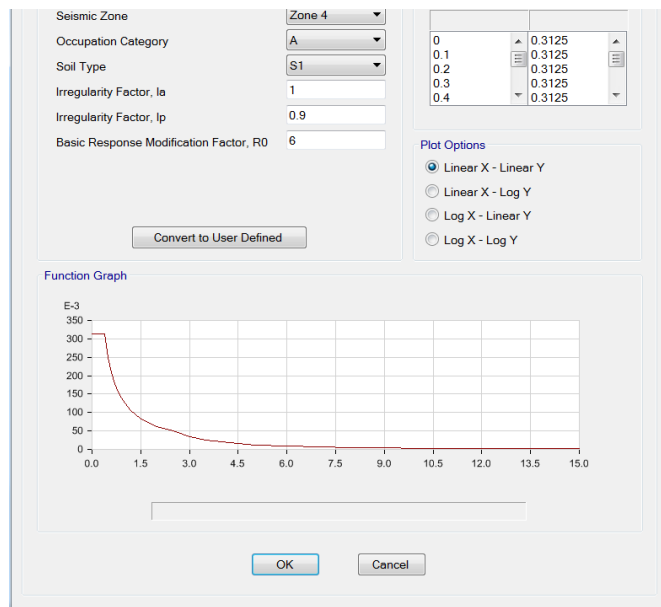 Seismic Zone Zone 4
Occupation Category A
Soil Type S1
Irregularity Factor, Ia 1
Irregularity Factor, Ip 0.9
Basic Response Modification Factor, R0 6
Convert to User Defined
0 0.3125
0.1 0.3125
0.2 0.3125
0.3 0.3125
0.4 0.3125
Plot Options
Linear X - Linear Y
Linear X - Log Y
Log X - Linear Y
Log X - Log Y
Function Graph
E-3
350
300
250
200
150
100
50
0
0.0 1.5 3.0 4.5 6.0 7.5 9.0 10.5 12.0 13.5 15.0
OK Cancel